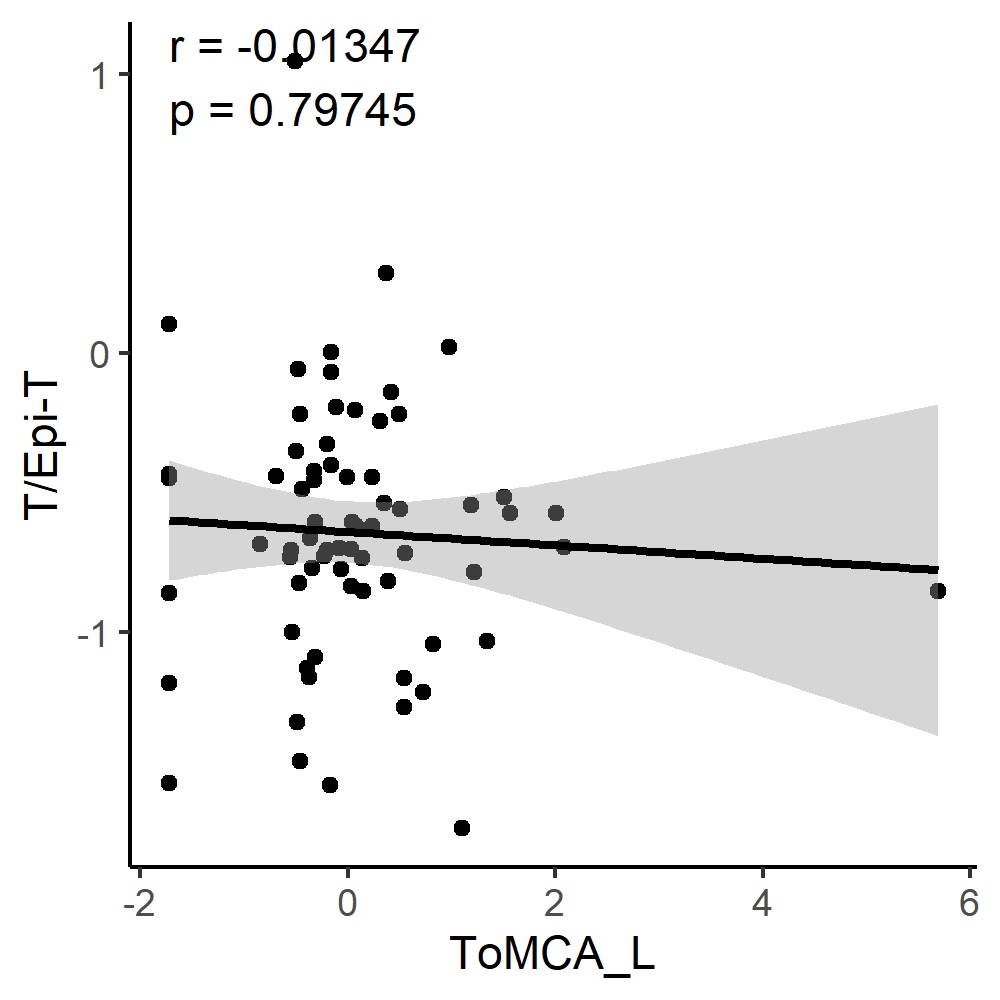 r = -0.01347
p = 0.79745
1
0
-1
T/Epi-T
-2
0
2
4
6
ToMCA_L